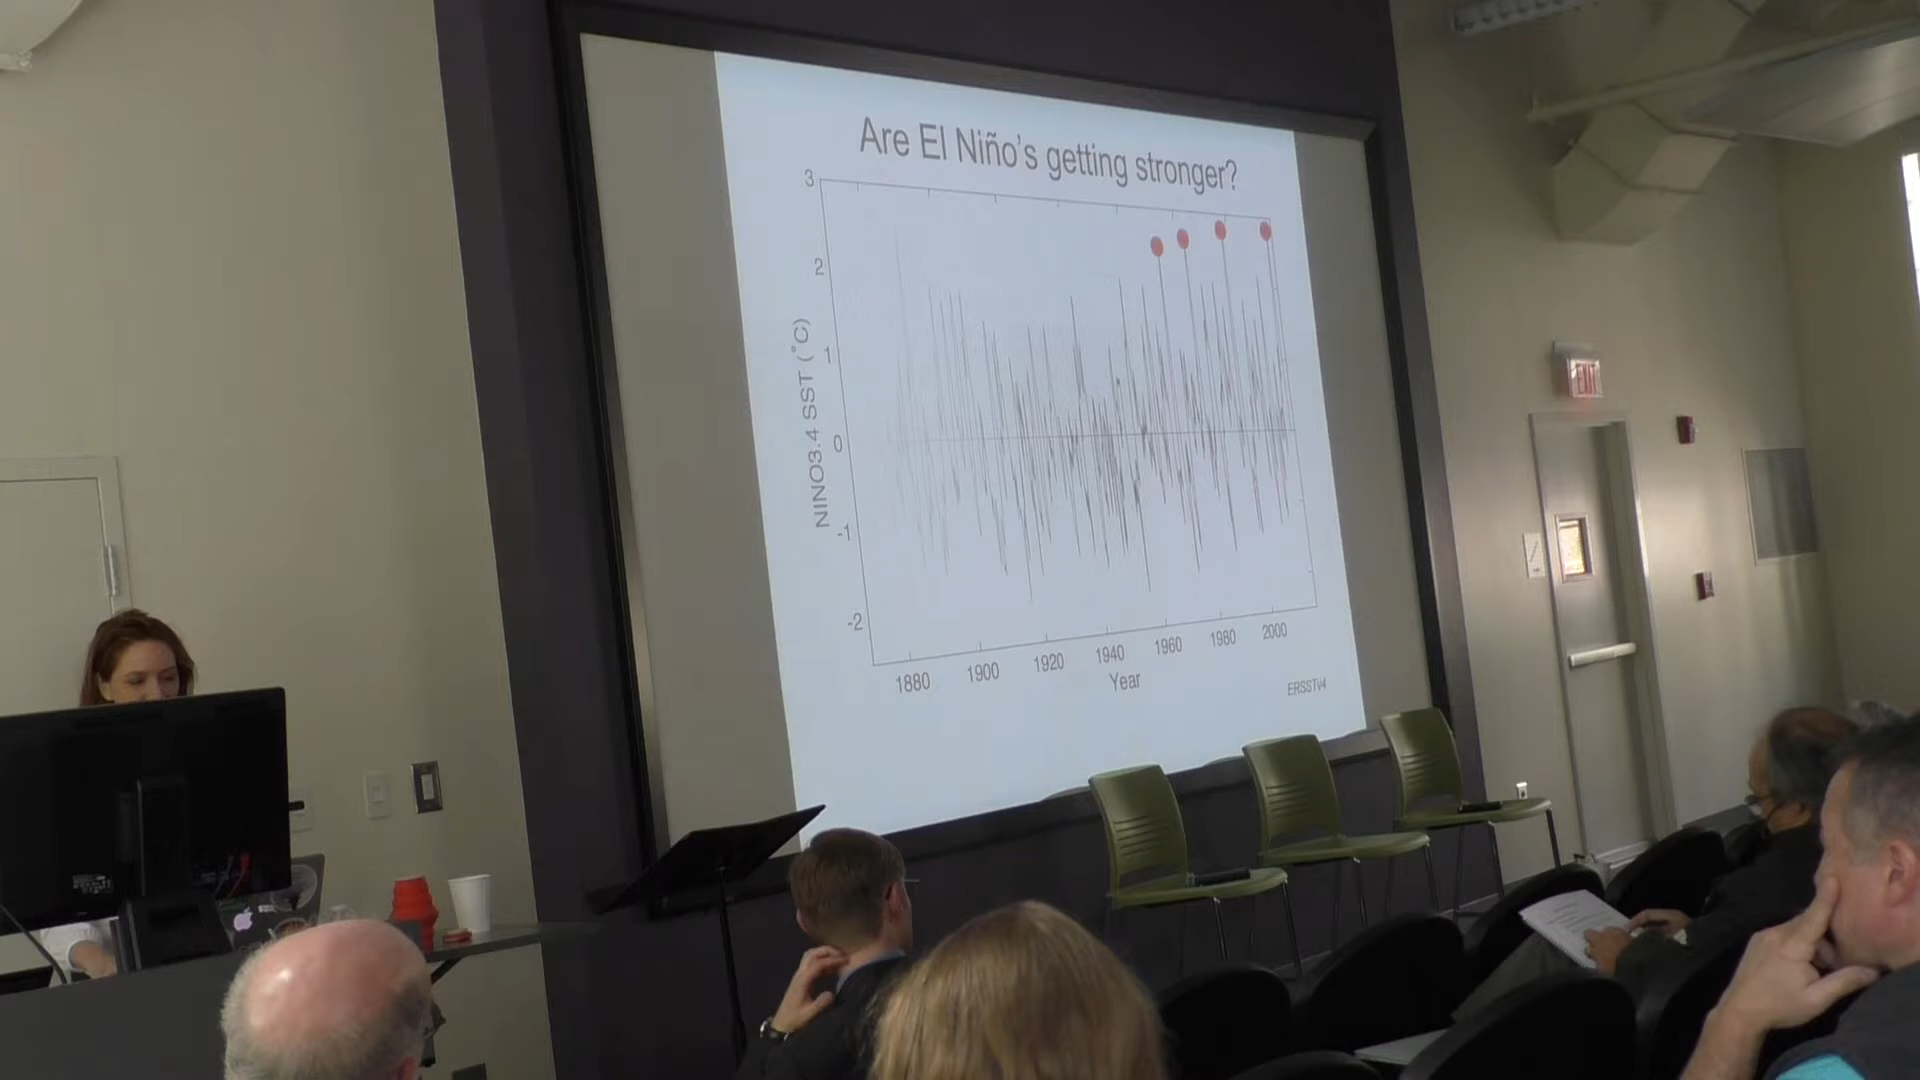 Are El Niño's getting stronger?
3
2
1
0
-1
-2
NINO3.4 SST (°C)
1880 1900 1920 1940 1960 1980 2000
Year
ERSSTv4
EXIT